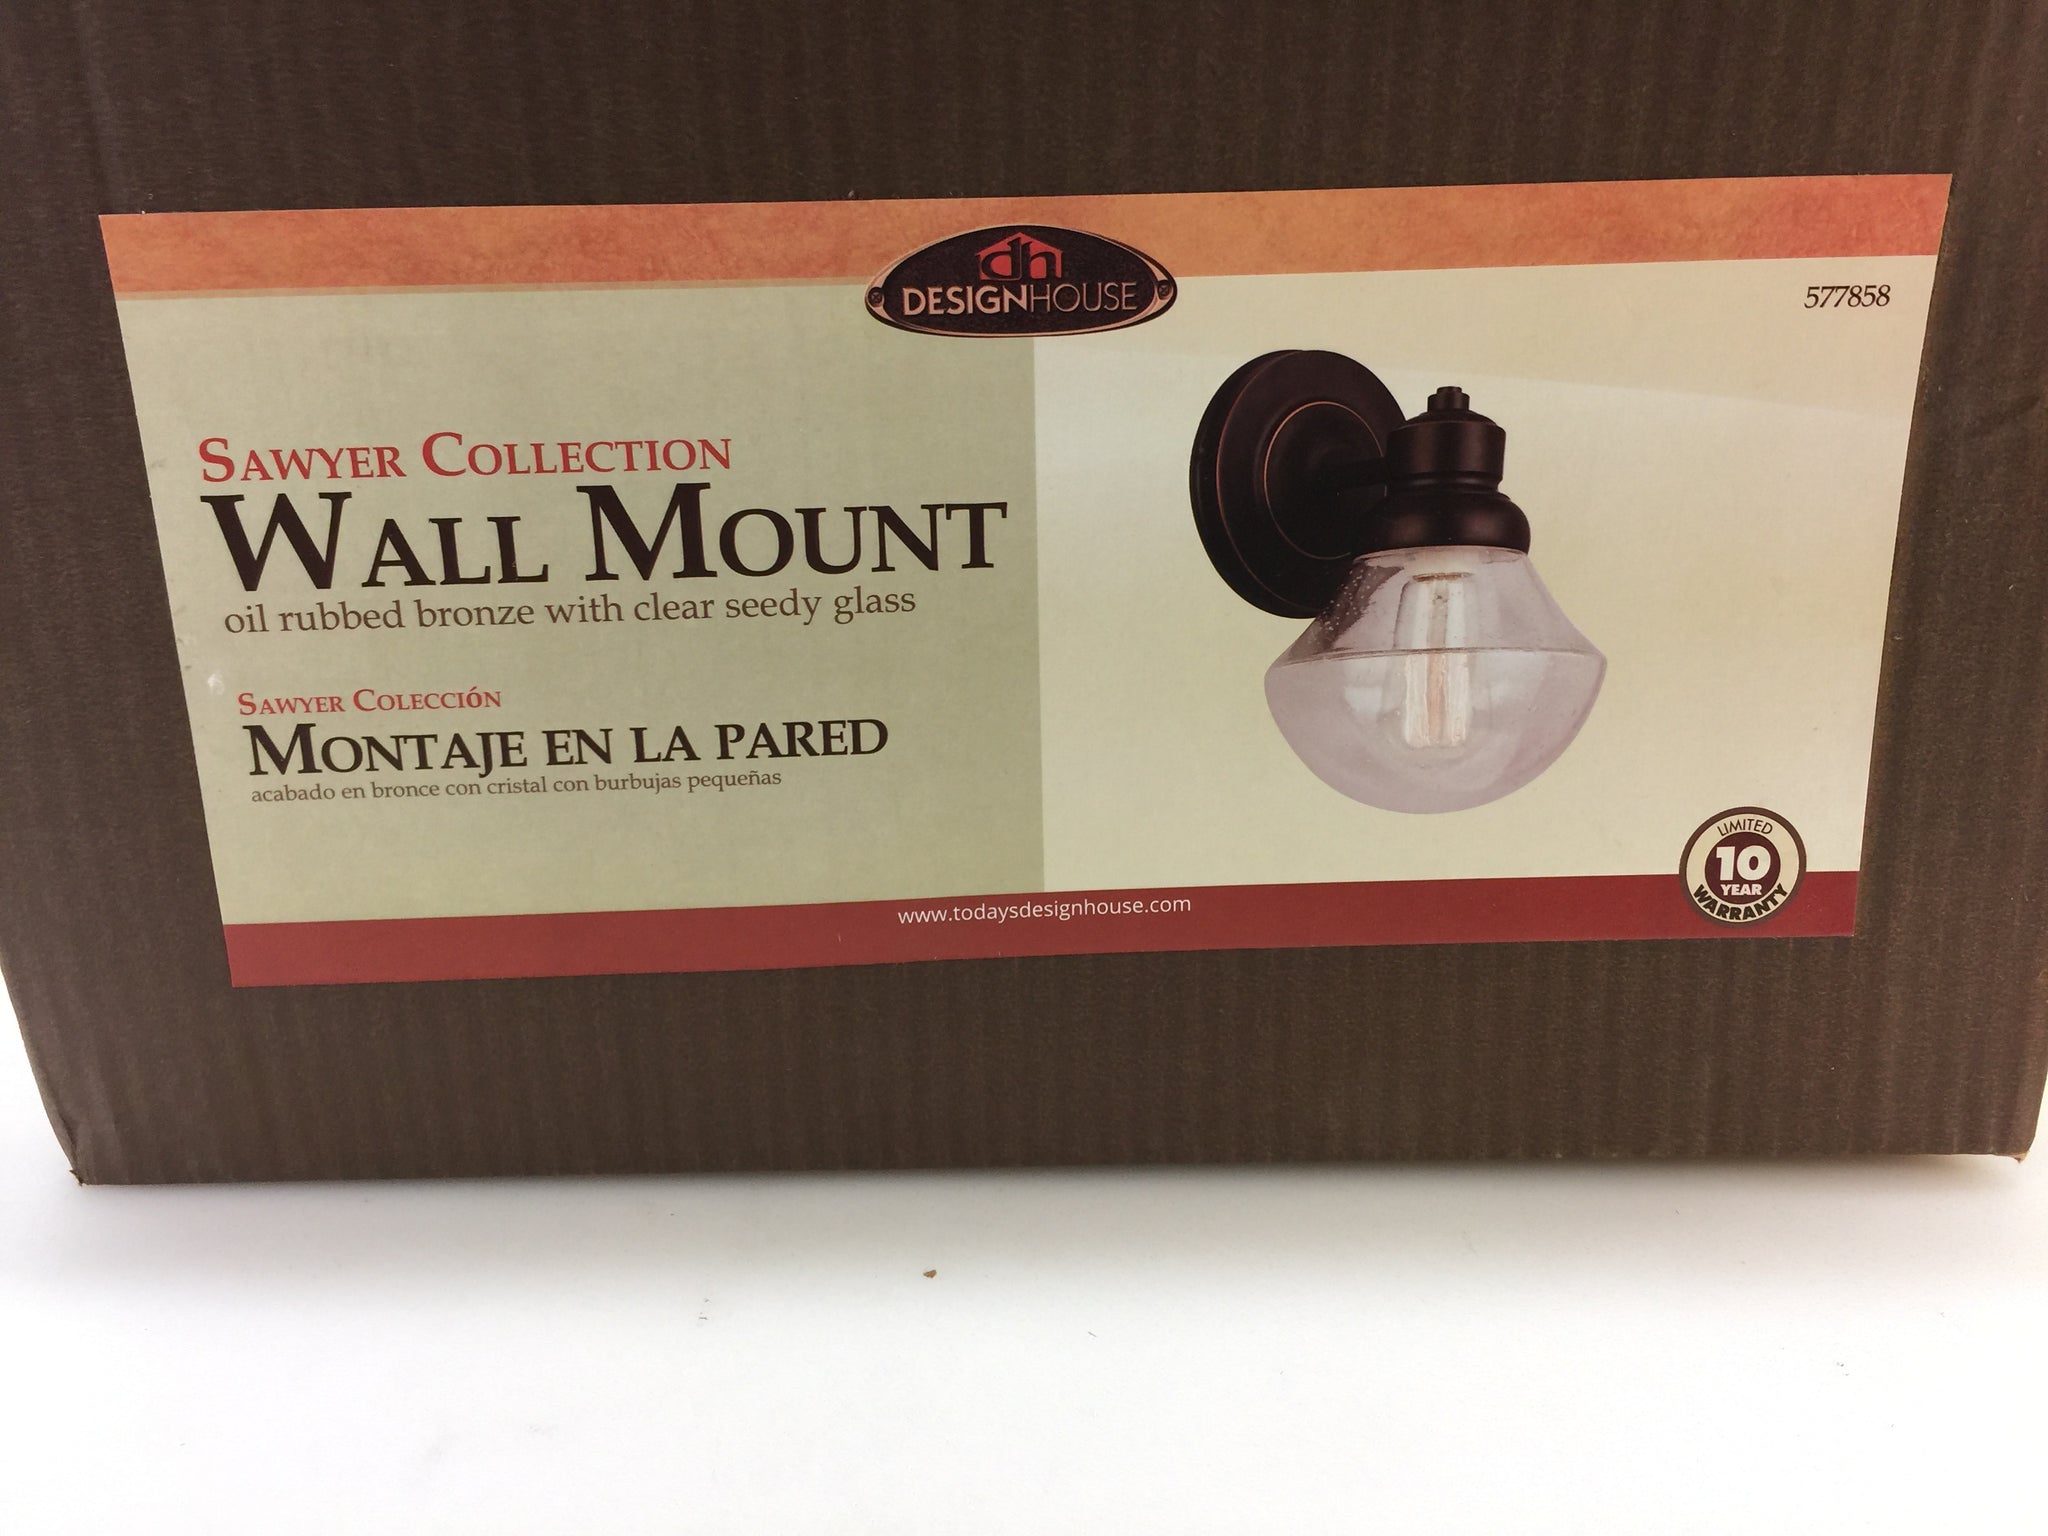 dh
DESIGNHOUSE
577858
SAWYER COLLECTION
WALL MOUNT
oil rubbed bronze with clear seedy glass
SAWYER COLECCIÓN
MONTAJE EN LA PARED
acabado en bronce con cristal con burbujas pequeñas
LIMITED
10
YEAR
WARRANTY
www.todaysdesignhouse.com